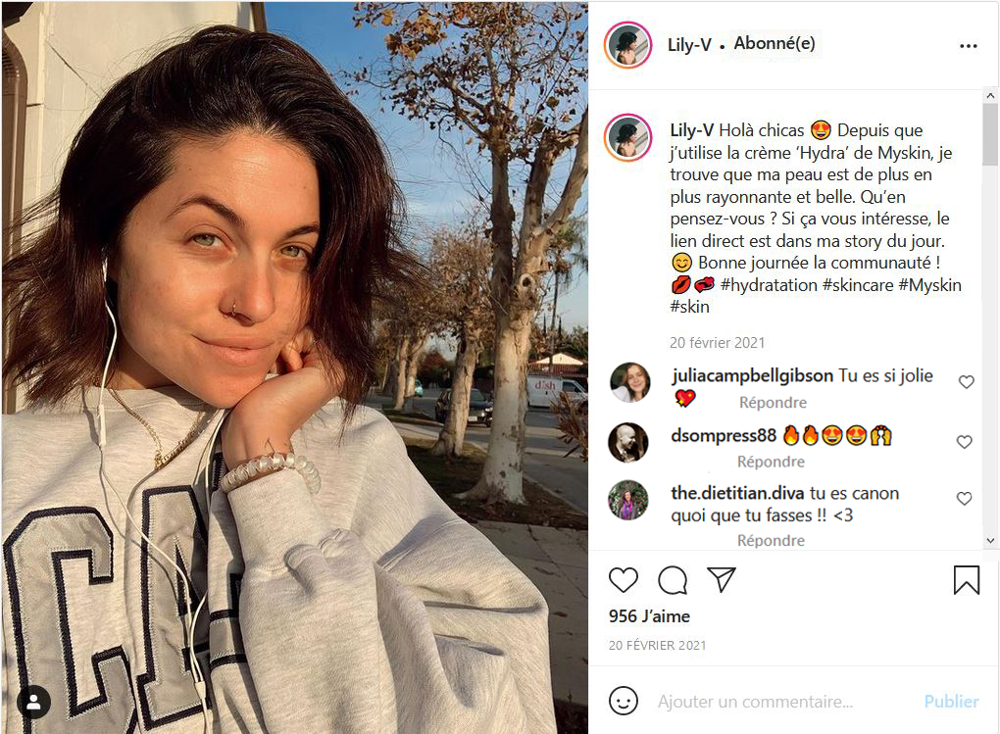 Lily-V • Abonné(e)
Lily-V Holà chicas 😍 Depuis que
j'utilise la crème 'Hydra' de Myskin, je
trouve que ma peau est de plus en
plus rayonnante et belle. Qu'en
pensez-vous ? Si ça vous intéresse, le
lien direct est dans ma story du jour.
😊 Bonne journée la communauté !
💋 #hydratation #skincare #Myskin
#skin
20 février 2021
juliacampbellgibson Tu es si jolie
💖
Répondre
dsompress88 🔥🔥😍😍🙌
Répondre
the.dietitian.diva tu es canon
quoi que tu fasses !! <3
Répondre
956 J'aime
20 FÉVRIER 2021
Ajouter un commentaire...
Publier
dish
CA